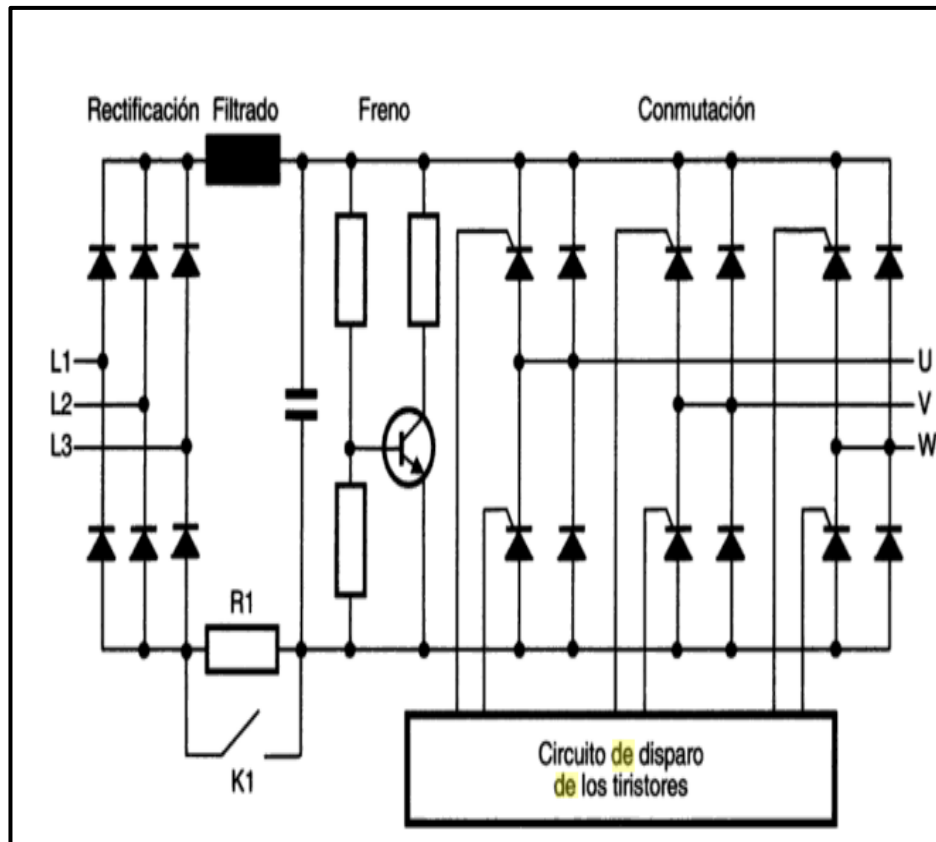 Rectificación Filtrado Freno Conmutación
L1
L2
L3
U
V
W
R1
K1
Circuito de disparo
de los tiristores